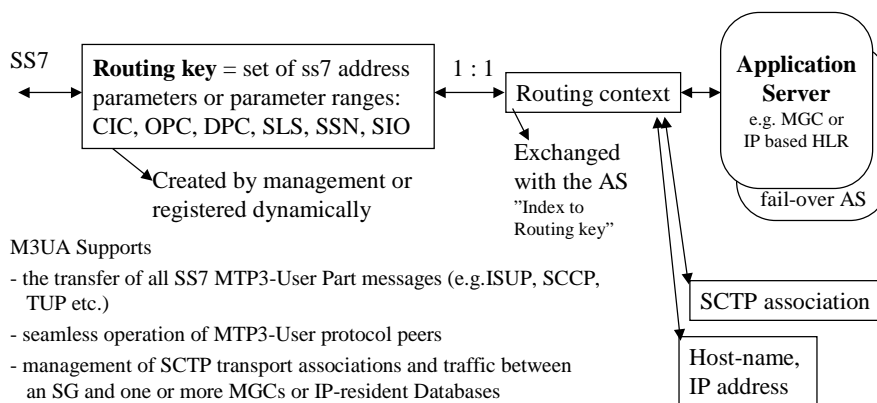 SS7
Routing key = set of ss7 address
parameters or parameter ranges:
CIC, OPC, DPC, SLS, SSN, SIO
1 : 1
Routing context
Application
Server
e.g. MGC or
IP based HLR
fail-over AS
Created by management or
registered dynamically
Exchanged
with the AS
”Index to
Routing key”
M3UA Supports
- the transfer of all SS7 MTP3-User Part messages (e.g.ISUP, SCCP,
TUP etc.)
- seamless operation of MTP3-User protocol peers
- management of SCTP transport associations and traffic between
an SG and one or more MGCs or IP-resident Databases
SCTP association
Host-name,
IP address